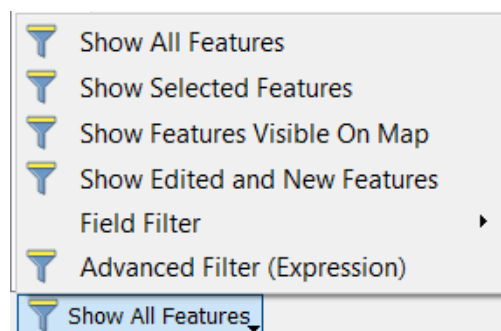 Show All Features
Show Selected Features
Show Features Visible On Map
Show Edited and New Features
Field Filter
Advanced Filter (Expression)
Show All Features